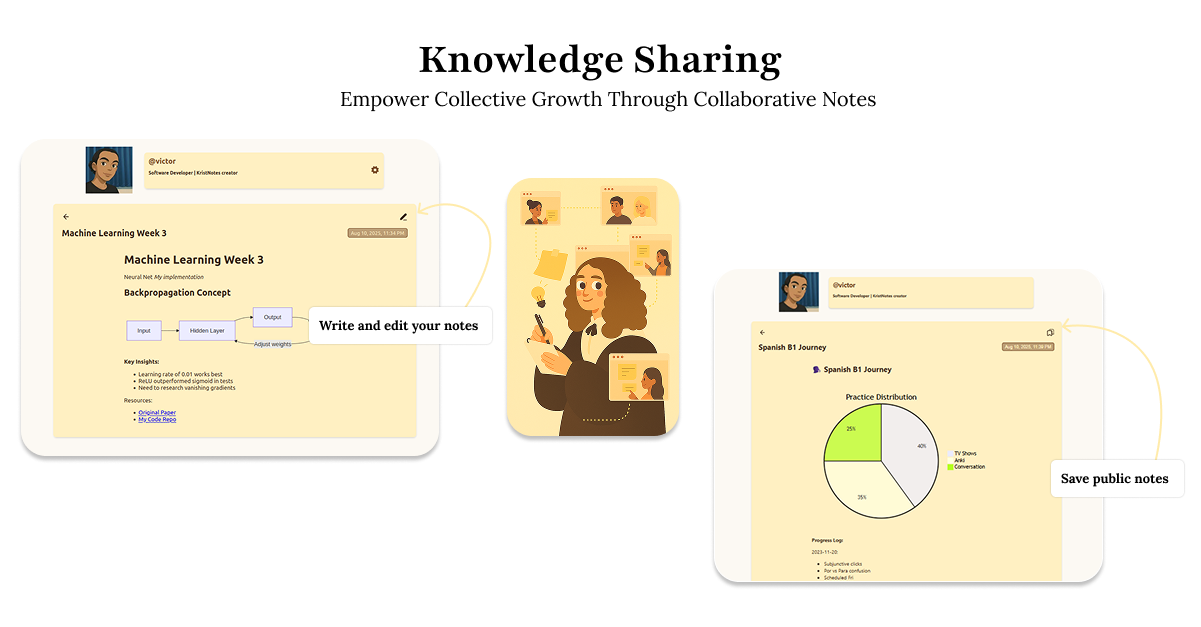 Knowledge Sharing
Empower Collective Growth Through Collaborative Notes
@victor
Software Developer | KristNotes creator
Machine Learning Week 3
Aug 10, 2025, 11:34 PM
Machine Learning Week 3
Neural Net My implementation
Backpropagation Concept
Input
Hidden Layer
Output
Adjust weights
Key Insights:
Learning rate of 0.01 works best
ReLU outperformed sigmoid in tests
Need to research vanishing gradients
Resources:
Original Paper
My Code Repo
Write and edit your notes
@victor
Software Developer | KristNotes creator
Spanish B1 Journey
Aug 10, 2025, 11:36 PM
Spanish B1 Journey
Practice Distribution
25%
40%
35%
TV Shows
Anki
Conversation
Progress Log:
2023-11-20:
Subjunctive clicks
Por vs Para confusion
Scheduled Fri
Save public notes